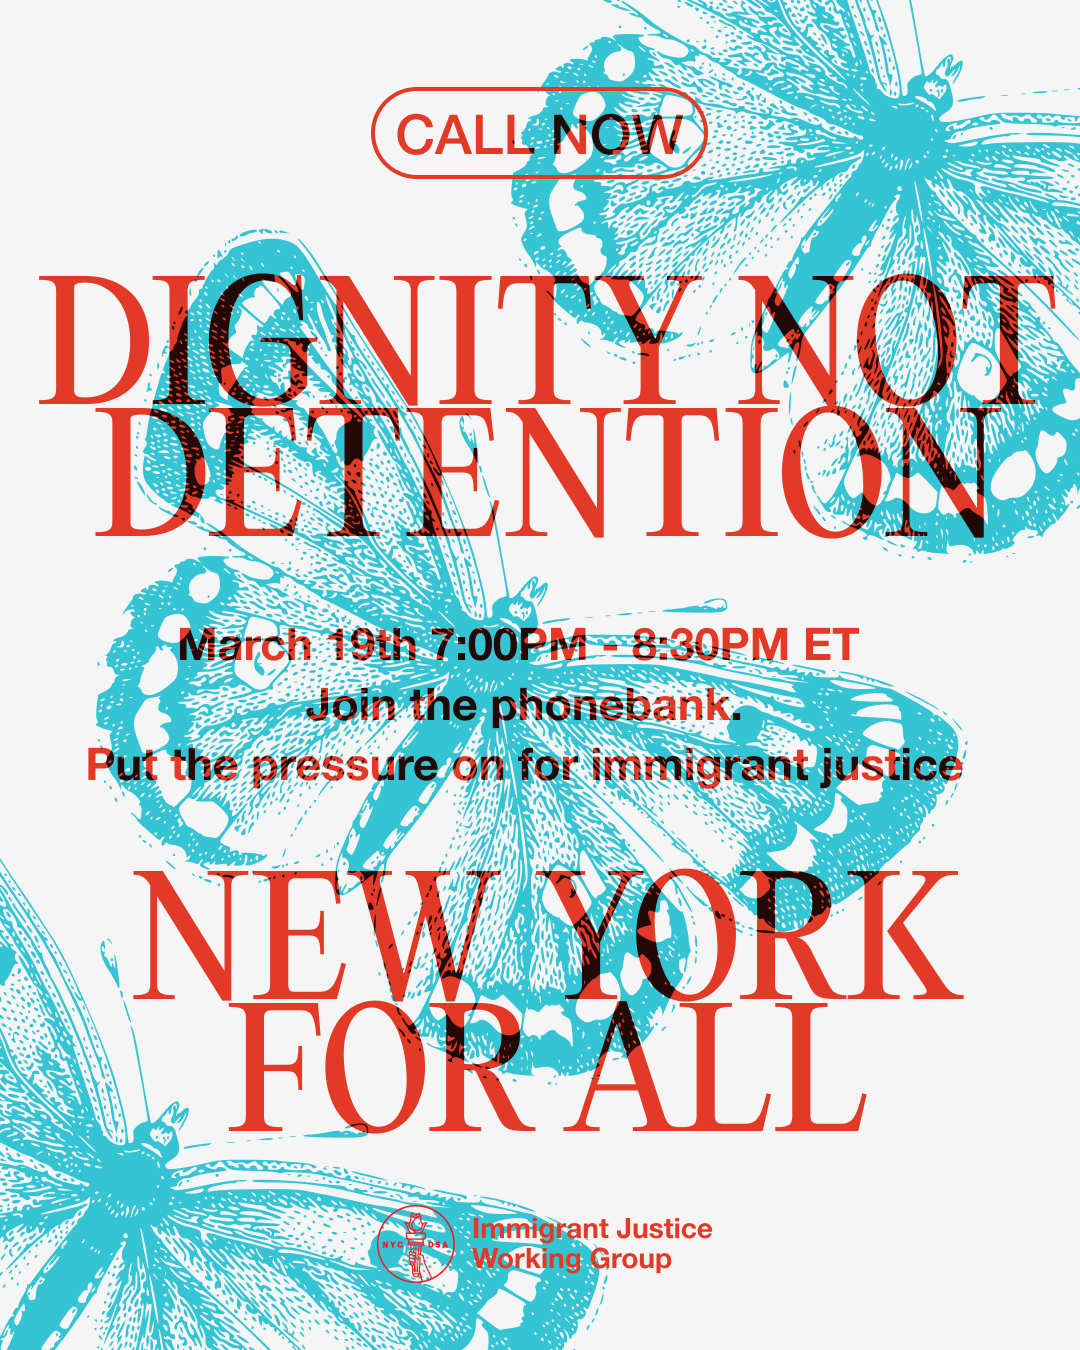 CALL NOW
DIGNITY NOT
DETENTION
March 19th 7:00PM - 8:30PM ET
Join the phonebank.
Put the pressure on for immigrant justice
NEW YORK
FOR ALL
NYC DSA
Immigrant Justice
Working Group